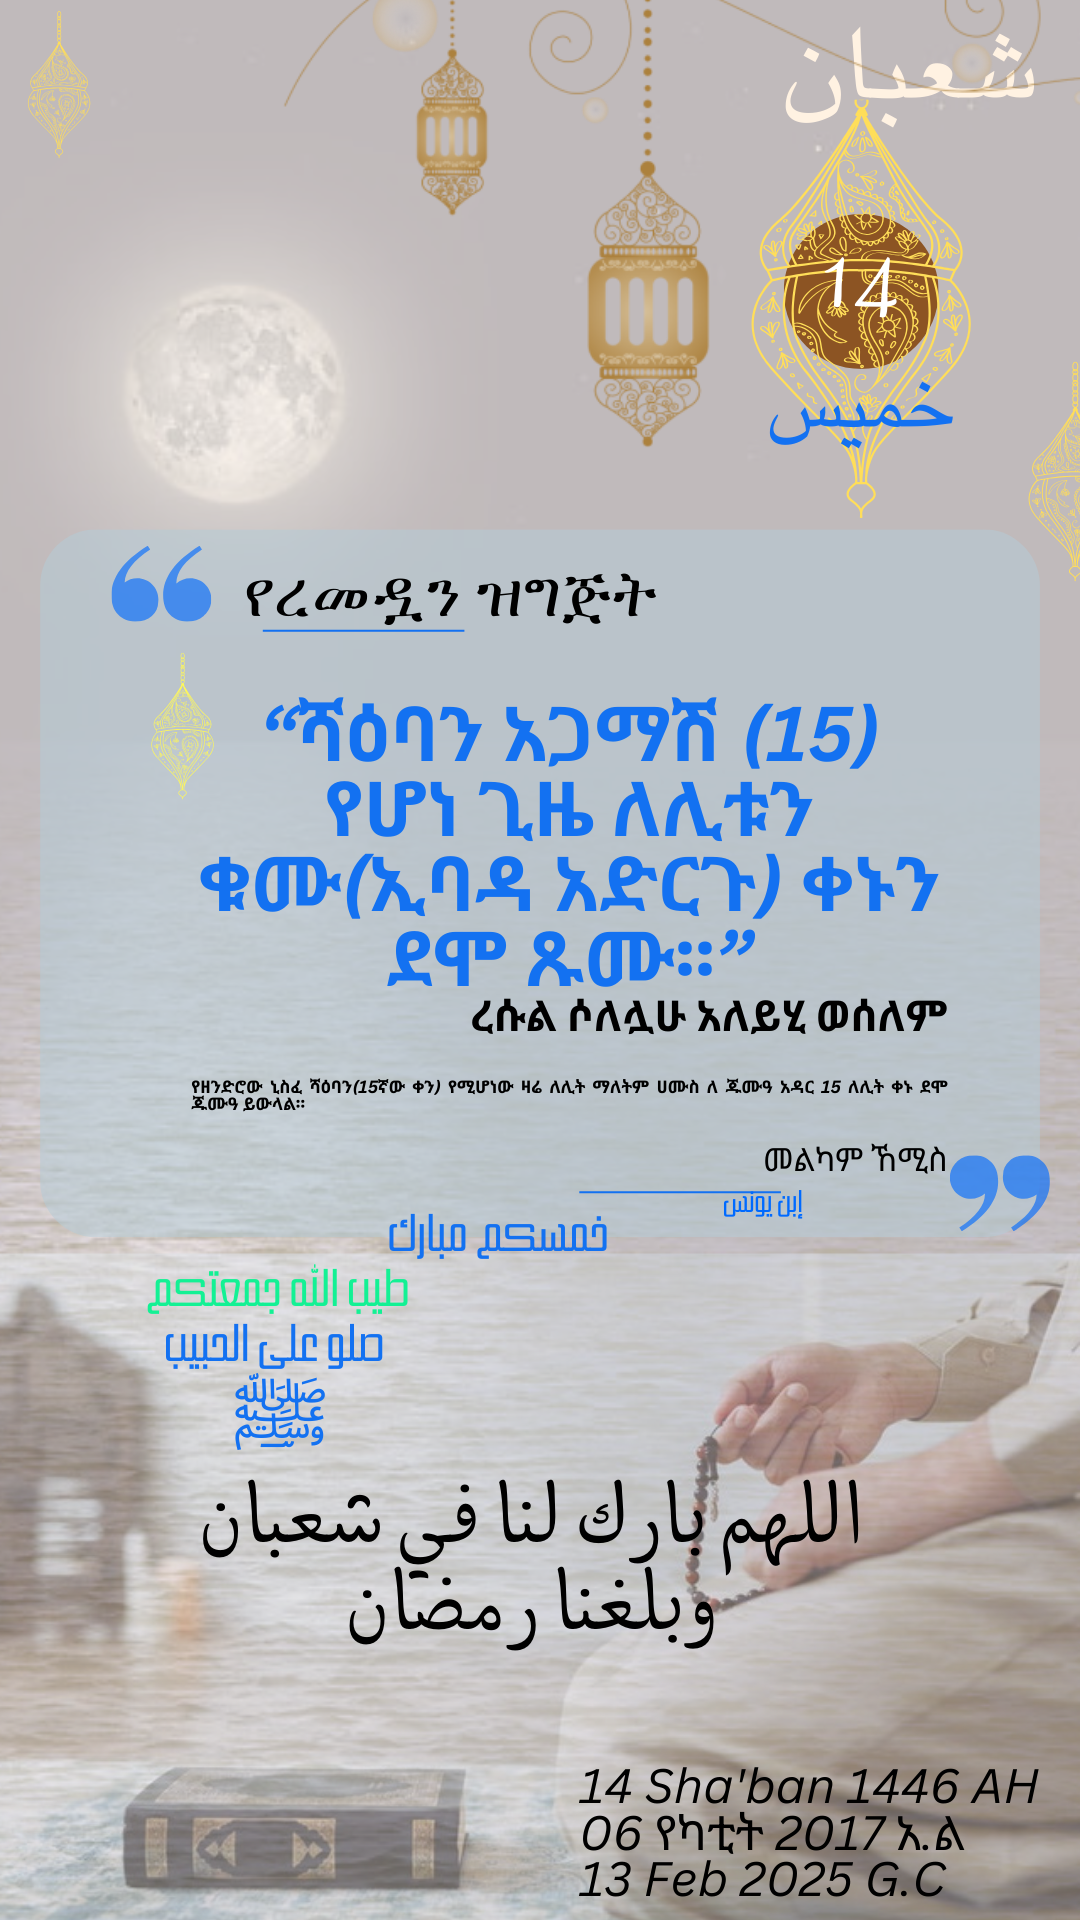 شعبان
14
خميس
የረመዷን ዝግጅት
“ሻዕባን አጋማሽ (15)
የሆነ ጊዜ ለሊቱን
ቁሙ(ኢባዳ አድርጉ) ቀኑን
ደሞ ጹሙ።”
ረሱል ሶለሏሁ አለይሂ ወሰለም
የዘንድሮው ኒስፈ ሻዕባን(15ኛው ቀን) የሚሆነው ዛሬ ለሊት ማለትም ሀሙስ ለ ጁሙዓ አዳር 15 ለሊት ቀኑ ደሞ
ጁሙዓ ይውላል።
መልካም ኸሚስ
إبن يونس
خمسكم مبارك
طيب الله جمعتكم
صلو على الحبيب
ﷺ
اللهم بارك لنا في شعبان
وبلغنا رمضان
14 Sha'ban 1446 AH
06 የካቲት 2017 አ.ል
13 Feb 2025 G.C